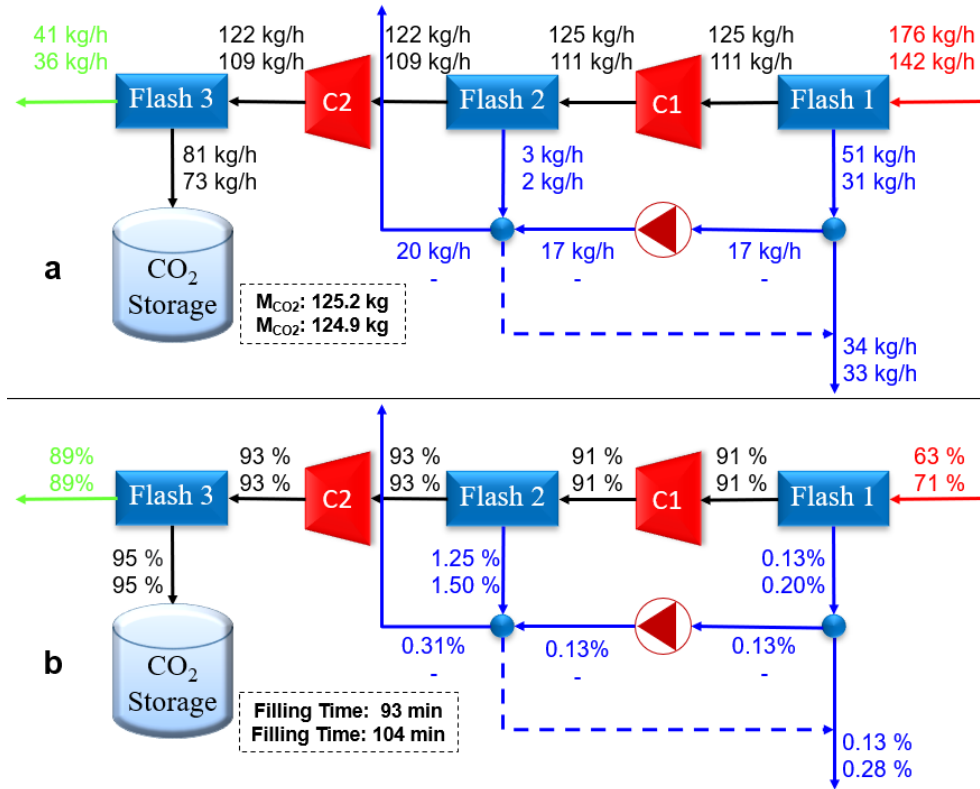 41 kg/h
36 kg/h
122 kg/h
109 kg/h
122 kg/h
109 kg/h
125 kg/h
111 kg/h
125 kg/h
111 kg/h
176 kg/h
142 kg/h
Flash 3
C2
Flash 2
C1
Flash 1
81 kg/h
73 kg/h
3 kg/h
2 kg/h
51 kg/h
31 kg/h
20 kg/h
-
17 kg/h
-
17 kg/h
-
a
CO₂
Storage
M_CO₂: 125.2 kg
M_CO₂: 124.9 kg
34 kg/h
33 kg/h
89%
89%
93 %
93 %
93 %
93 %
91 %
91 %
91 %
91 %
63 %
71 %
Flash 3
C2
Flash 2
C1
Flash 1
95 %
95 %
1.25 %
1.50 %
0.13%
0.20%
0.31%
-
0.13%
-
0.13%
-
b
CO₂
Storage
Filling Time: 93 min
Filling Time: 104 min
0.13 %
0.28 %